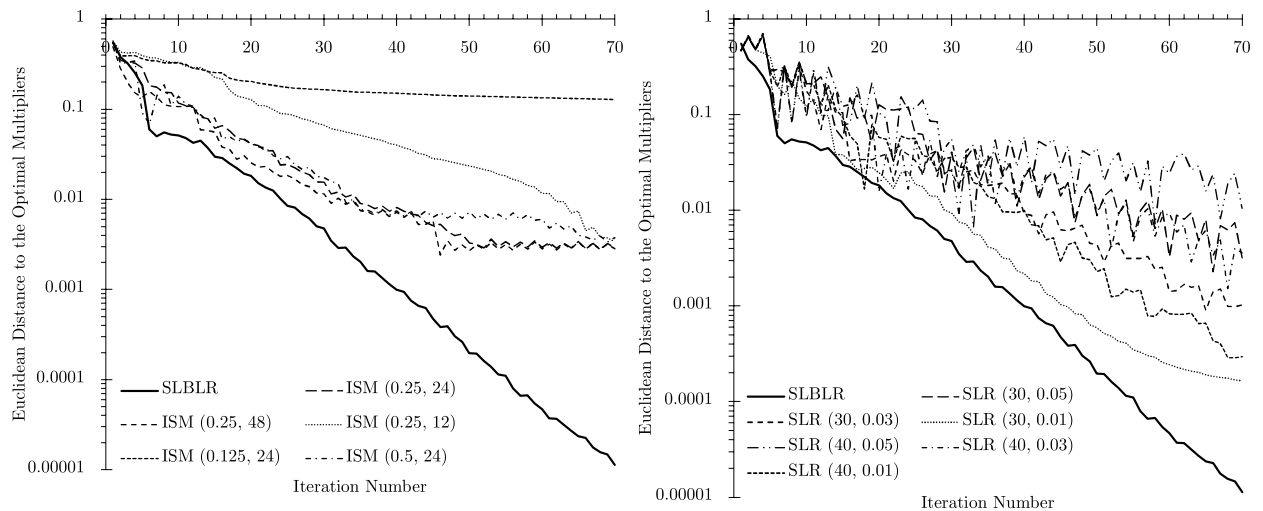 1
0.1
0.01
0.001
0.0001
0.00001
0 10 20 30 40 50 60 70
Euclidean Distance to the Optimal Multipliers
Iteration Number
SLBLR
ISM (0.25, 24)
ISM (0.25, 48)
ISM (0.25, 12)
ISM (0.125, 24)
ISM (0.5, 24)
1
0.1
0.01
0.001
0.0001
0.00001
0 10 20 30 40 50 60 70
Euclidean Distance to the Optimal Multipliers
Iteration Number
SLBLR
SLR (30, 0.05)
SLR (30, 0.03)
SLR (30, 0.01)
SLR (40, 0.05)
SLR (40, 0.03)
SLR (40, 0.01)